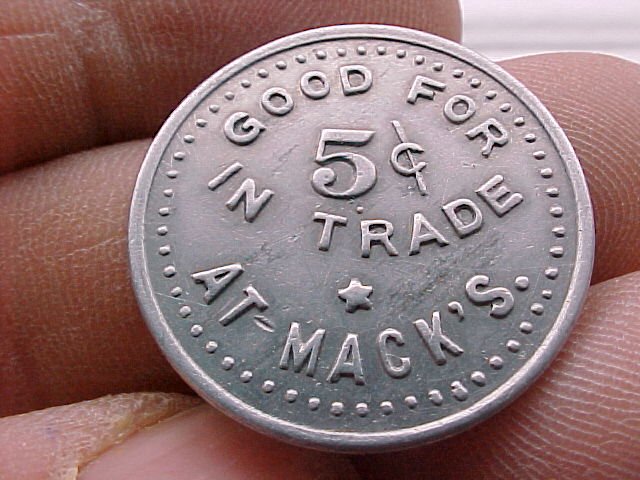 GOOD FOR
5¢
IN TRADE
AT-MACK'S.